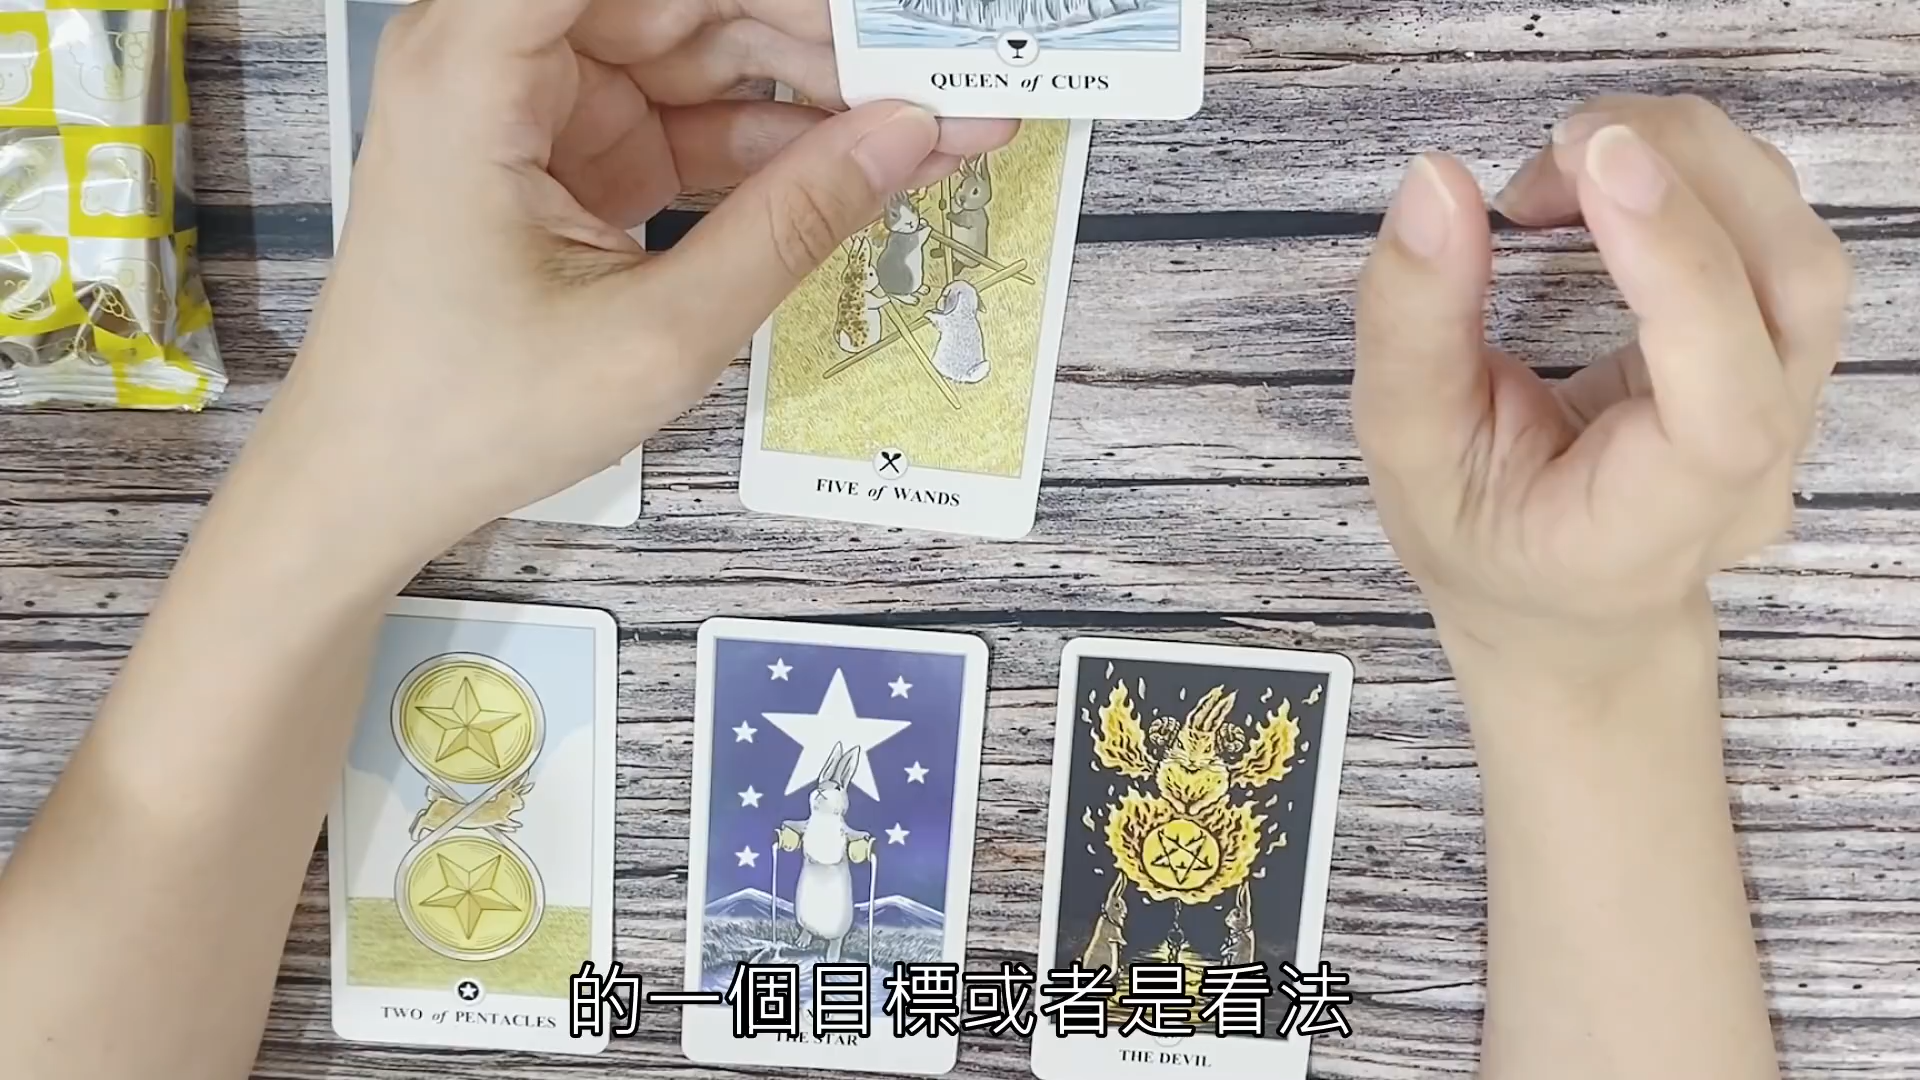 QUEEN of CUPS
FIVE of WANDS
TWO of PENTACLES
THE STAR
THE DEVIL
的一個目標或者是看法